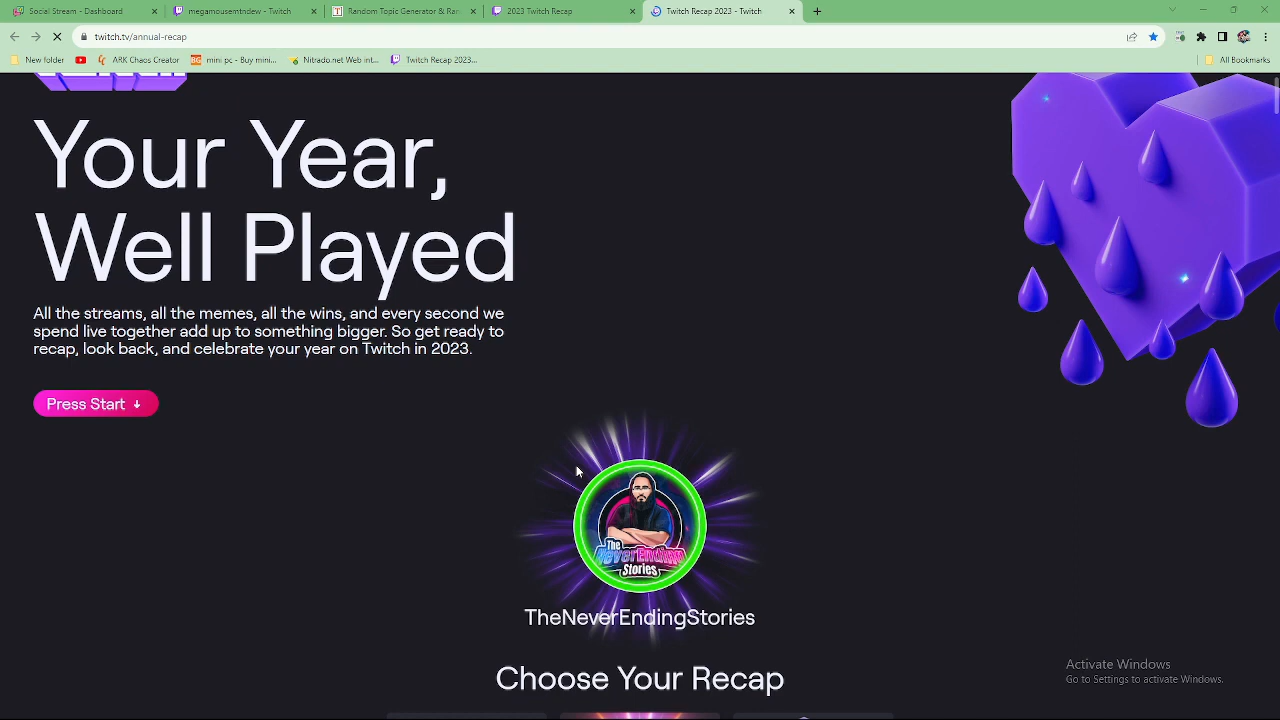 Social Stream - Dashboard
megamousemtndew - Twitch
Random Topic Generator & Ra
2023 Twitch Recap
Twitch Recap 2023 - Twitch
twitch.tv/annual-recap
New folder
ARK Chaos Creator
BG
mini pc - Buy mini...
Nitrado.net Web int...
Twitch Recap 2023...
All Bookmarks
Your Year,
Well Played
All the streams, all the memes, all the wins, and every second we
spend live together add up to something bigger. So get ready to
recap, look back, and celebrate your year on Twitch in 2023.
Press Start ↓
The
NeverEnding
Stories
TheNeverEndingStories
Choose Your Recap
Activate Windows
Go to Settings to activate Windows.